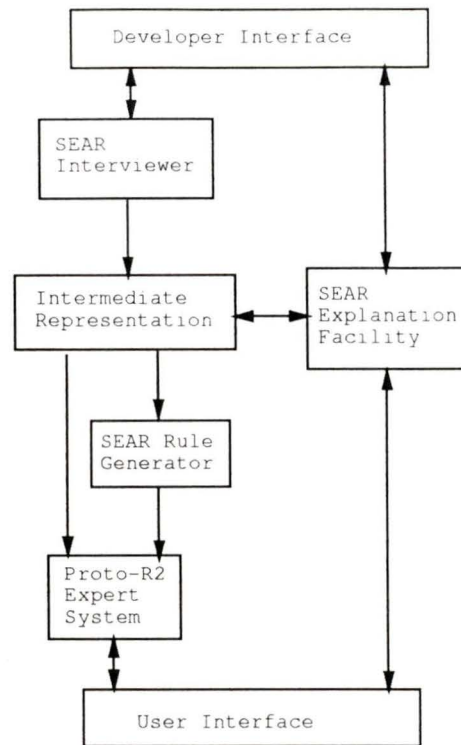 Developer Interface
SEAR
Interviewer
Intermediate
Representation
SEAR
Explanation
Facility
SEAR Rule
Generator
Proto-R2
Expert
System
User Interface